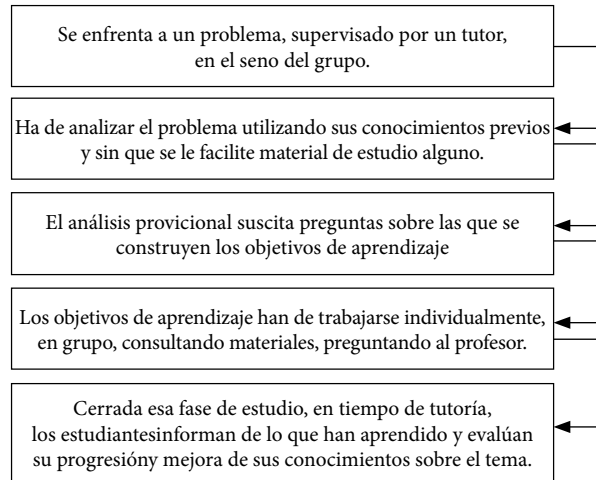 Se enfrenta a un problema, supervisado por un tutor,
en el seno del grupo.
Ha de analizar el problema utilizando sus conocimientos previos
y sin que se le facilite material de estudio alguno.
El análisis provicional suscita preguntas sobre las que se
construyen los objetivos de aprendizaje
Los objetivos de aprendizaje han de trabajarse individualmente,
en grupo, consultando materiales, preguntando al profesor.
Cerrada esa fase de estudio, en tiempo de tutoría,
los estudiantesinforman de lo que han aprendido y evalúan
su progresióny mejora de sus conocimientos sobre el tema.